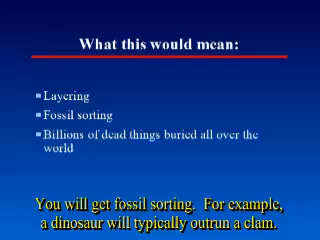 What this would mean:
Layering
Fossil sorting
Billions of dead things buried all over the
world
You will get fossil sorting. For example,
a dinosaur will typically outrun a clam.